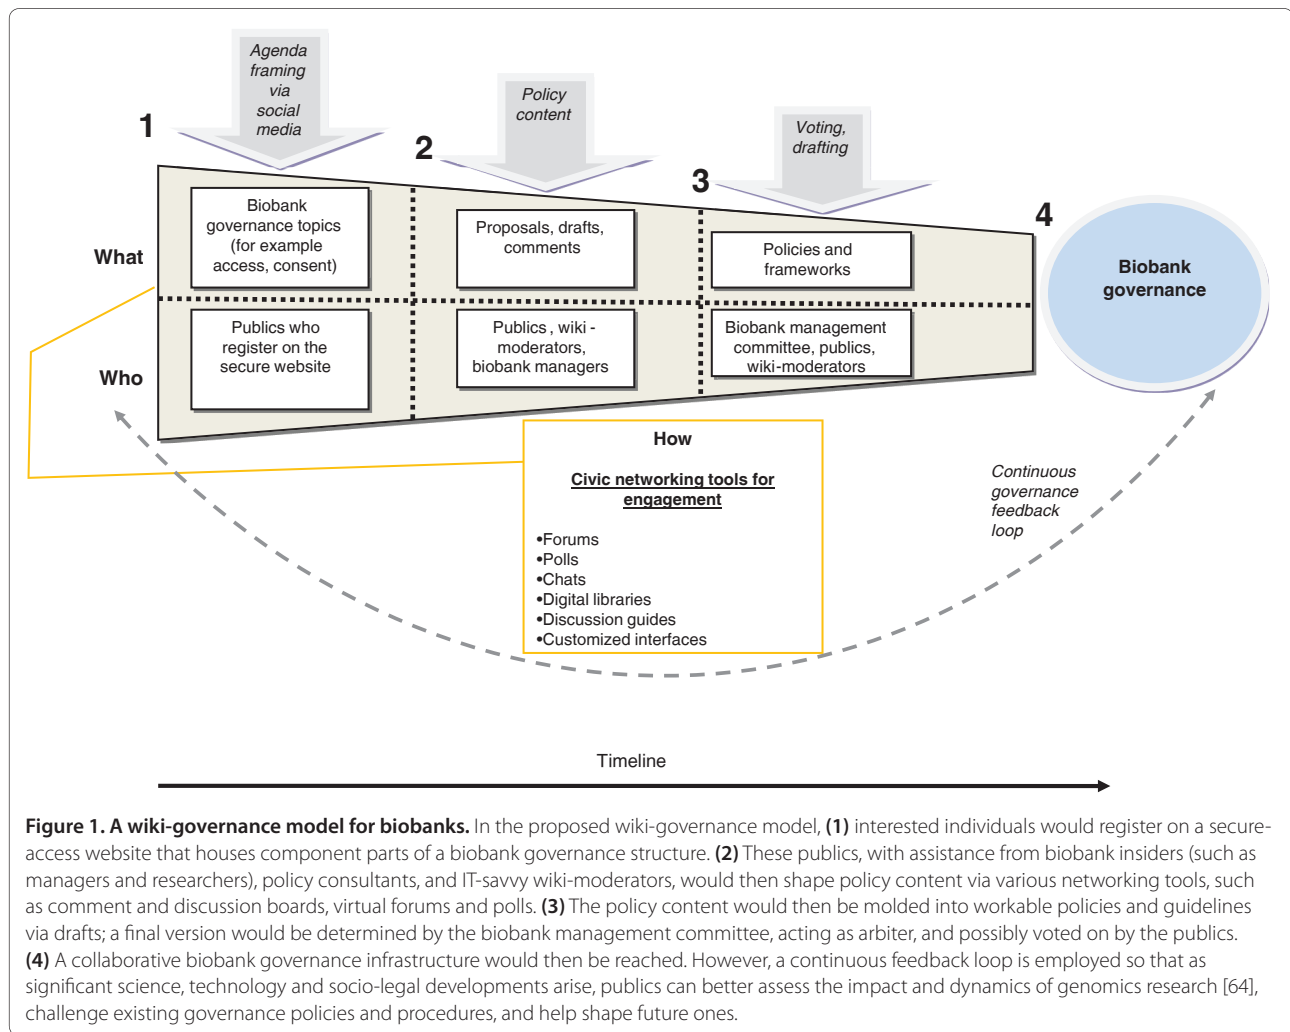 Agenda
framing
via
social
media
1
Policy
content
2
Voting,
drafting
3
4
What
Biobank
governance topics
(for example
access, consent)
Proposals, drafts,
comments
Policies and
frameworks
Biobank
governance
Who
Publics who
register on the
secure website
Publics , wiki -
moderators,
biobank managers
Biobank management
committee, publics,
wiki-moderators
How
Civic networking tools for
engagement
•Forums
•Polls
•Chats
•Digital libraries
•Discussion guides
•Customized interfaces
Continuous
governance
feedback
loop
Timeline
Figure 1. A wiki-governance model for biobanks. In the proposed wiki-governance model, (1) interested individuals would register on a secure-
access website that houses component parts of a biobank governance structure. (2) These publics, with assistance from biobank insiders (such as
managers and researchers), policy consultants, and IT-savvy wiki-moderators, would then shape policy content via various networking tools, such
as comment and discussion boards, virtual forums and polls. (3) The policy content would then be molded into workable policies and guidelines
via drafts; a final version would be determined by the biobank management committee, acting as arbiter, and possibly voted on by the publics.
(4) A collaborative biobank governance infrastructure would then be reached. However, a continuous feedback loop is employed so that as
significant science, technology and socio-legal developments arise, publics can better assess the impact and dynamics of genomics research [64],
challenge existing governance policies and procedures, and help shape future ones.